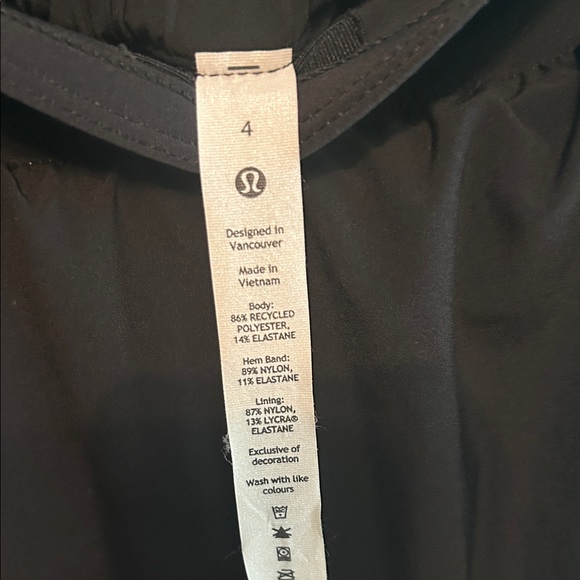 4
Designed in
Vancouver
Made in
Vietnam
Body:
86% RECYCLED
POLYESTER,
14% ELASTANE
Hem Band:
89% NYLON,
11% ELASTANE
Lining:
87% NYLON,
13% LYCRA®
ELASTANE
Exclusive of
decoration
Wash with like
colours